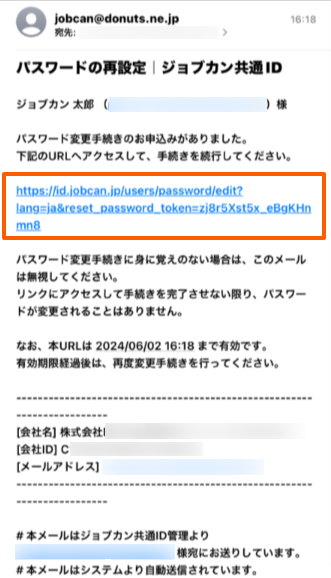 jobcan@donuts.ne.jp 16:18
宛先:
パスワードの再設定｜ジョブカン共通ID
ジョブカン 太郎 （ ）様
パスワード変更手続きのお申込みがありました。
下記のURLへアクセスして、手続きを続行してください。
https://id.jobcan.jp/users/password/edit?
lang=ja&reset_password_token=zj8r5Xst5x_eBgKHn
mn8
パスワード変更手続きに身に覚えのない場合は、このメール
は無視してください。
リンクにアクセスして手続きを完了させない限り、パスワー
ドが変更されることはありません。
なお、本URLは 2024/06/02 16:18 まで有効です。
有効期限経過後は、再度変更手続きを行ってください。
[会社名] 株式会社
[会社ID] C
[メールアドレス]
# 本メールはジョブカン共通ID管理より
様宛にお送りしています。
# 本メールはシステムより自動送信されています。